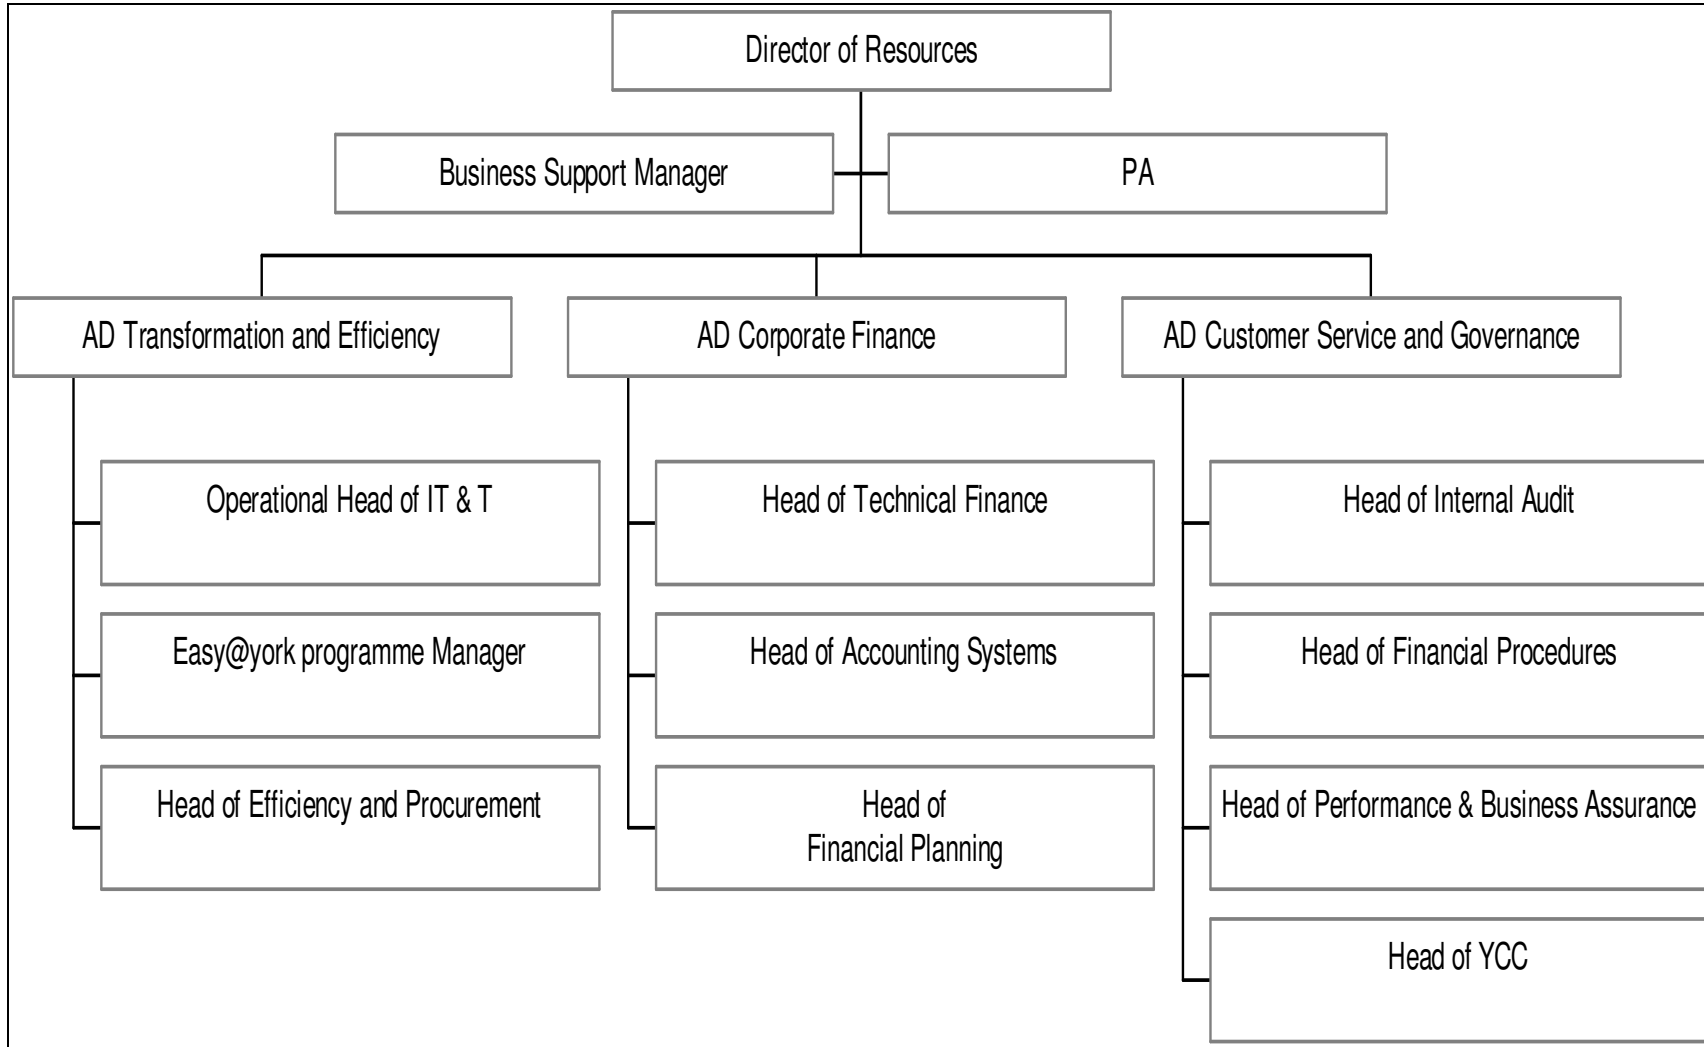 Director of Resources
Business Support Manager
PA
AD Transformation and Efficiency
AD Corporate Finance
AD Customer Service and Governance
Operational Head of IT & T
Head of Technical Finance
Head of Internal Audit
Easy@york programme Manager
Head of Accounting Systems
Head of Financial Procedures
Head of Efficiency and Procurement
Head of
Financial Planning
Head of Performance & Business Assurance
Head of YCC